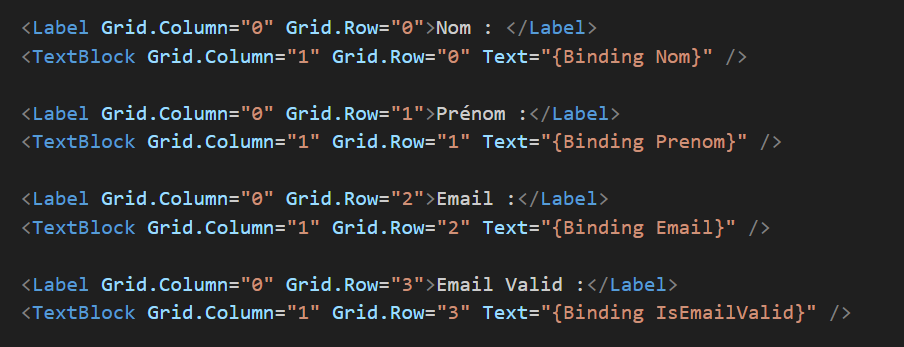 <Label Grid.Column="0" Grid.Row="0">Nom : </Label>
<TextBlock Grid.Column="1" Grid.Row="0" Text="{Binding Nom}" />
<Label Grid.Column="0" Grid.Row="1">Prénom :</Label>
<TextBlock Grid.Column="1" Grid.Row="1" Text="{Binding Prenom}" />
<Label Grid.Column="0" Grid.Row="2">Email :</Label>
<TextBlock Grid.Column="1" Grid.Row="2" Text="{Binding Email}" />
<Label Grid.Column="0" Grid.Row="3">Email Valid :</Label>
<TextBlock Grid.Column="1" Grid.Row="3" Text="{Binding IsEmailValid}" />